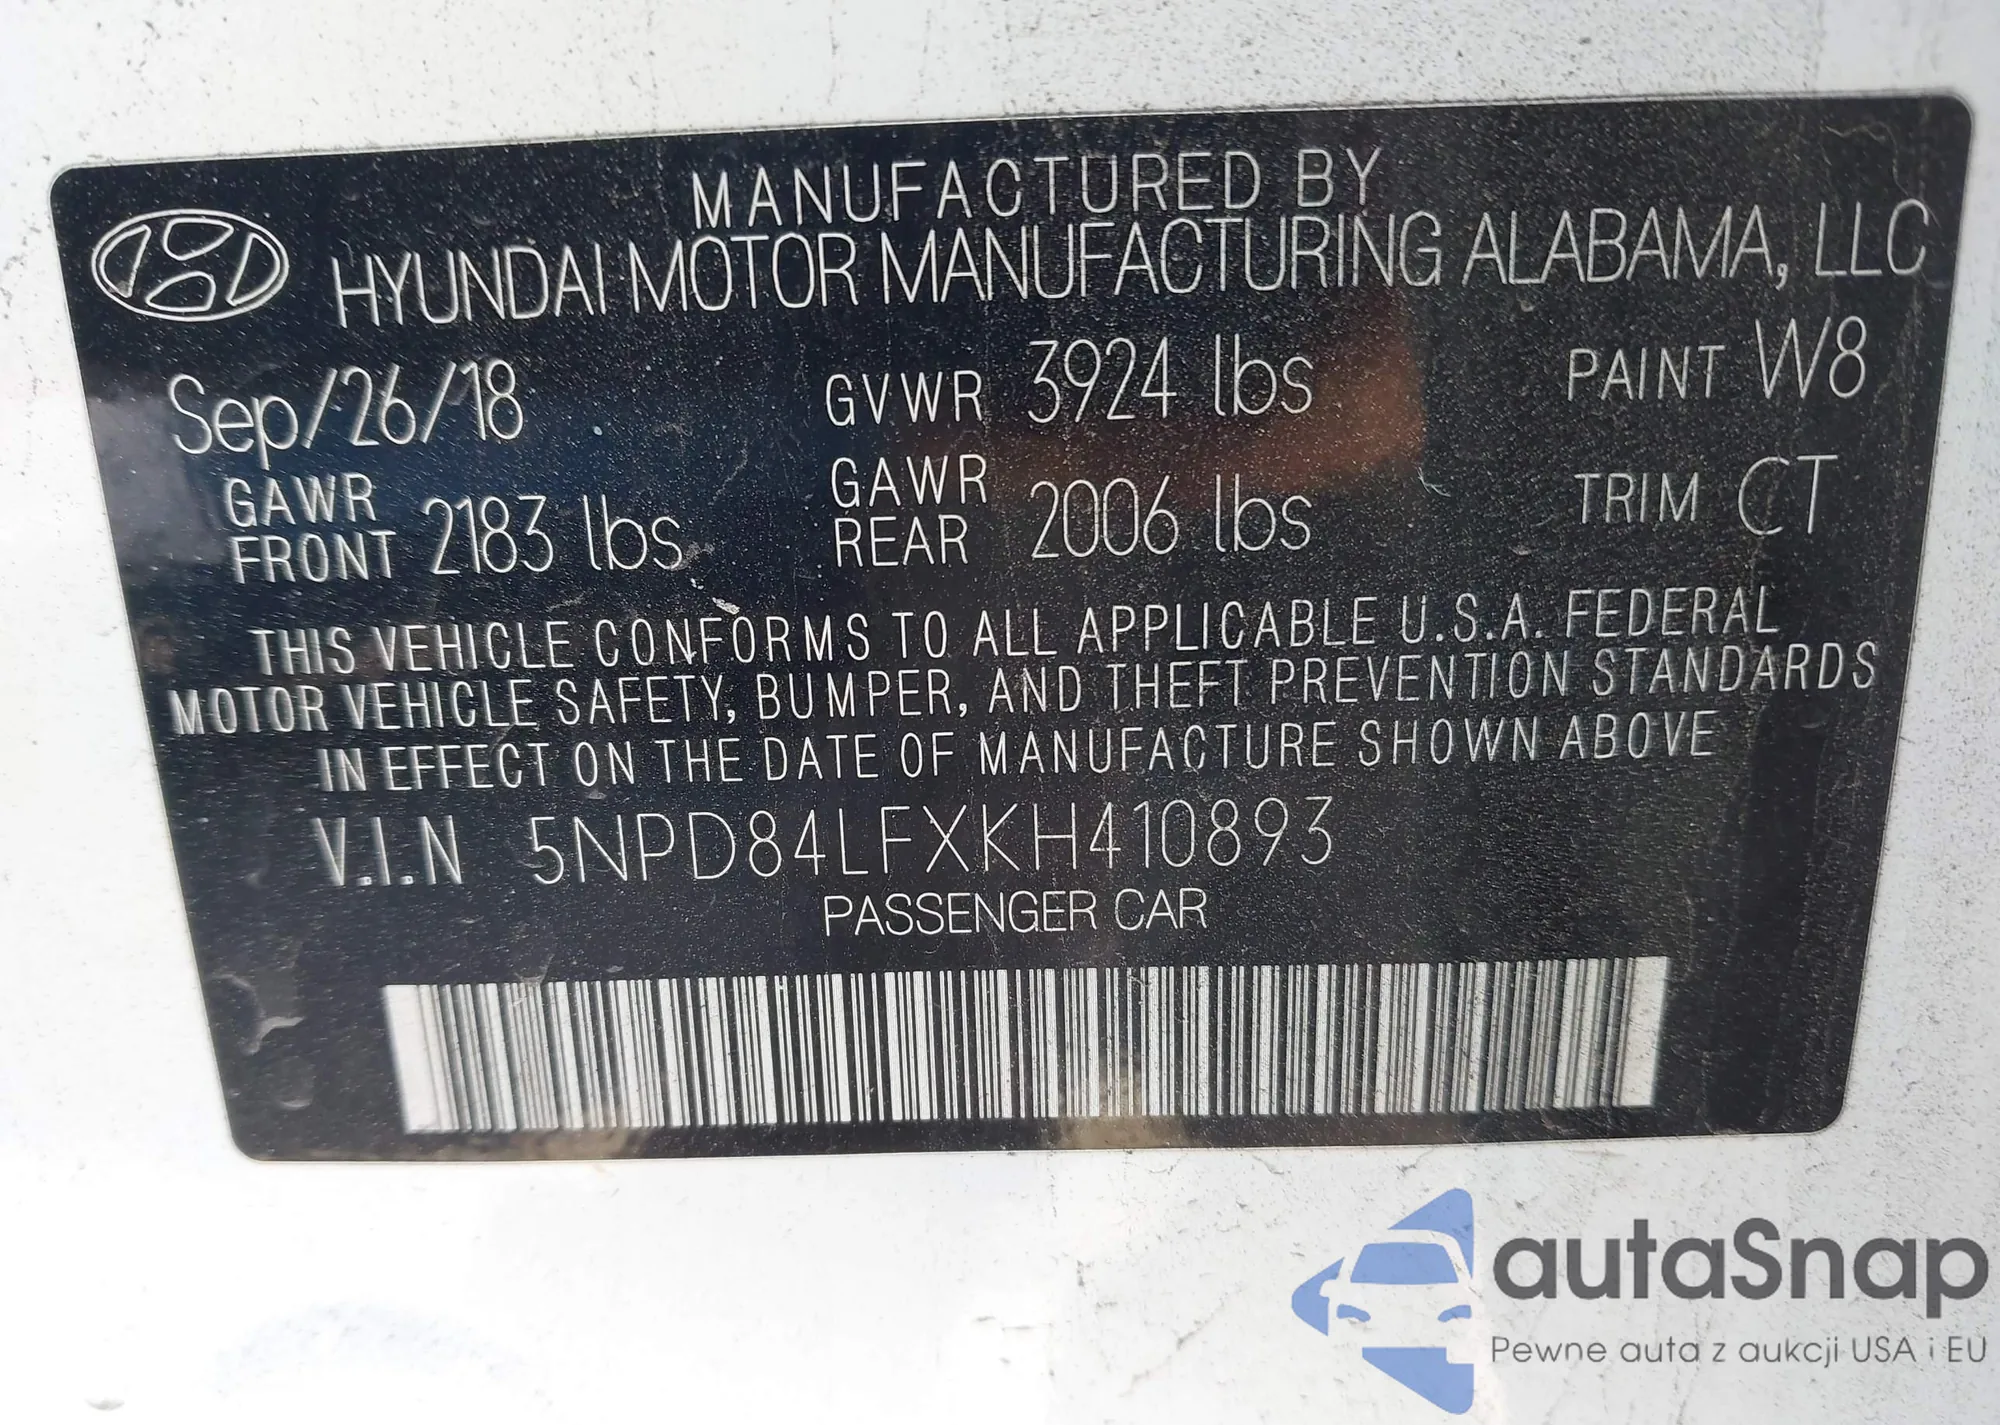 MANUFACTURED BY
HYUNDAI MOTOR MANUFACTURING ALABAMA, LLC
Sep/26/18 GVWR 3924 lbs PAINT W8
GAWR FRONT 2183 lbs GAWR REAR 2006 lbs TRIM CT
THIS VEHICLE CONFORMS TO ALL APPLICABLE U.S.A. FEDERAL
MOTOR VEHICLE SAFETY, BUMPER, AND THEFT PREVENTION STANDARDS
IN EFFECT ON THE DATE OF MANUFACTURE SHOWN ABOVE
V.I.N 5NPD84LFXKH410893
PASSENGER CAR
autaSnap
Pewne auta z aukcji USA i EU